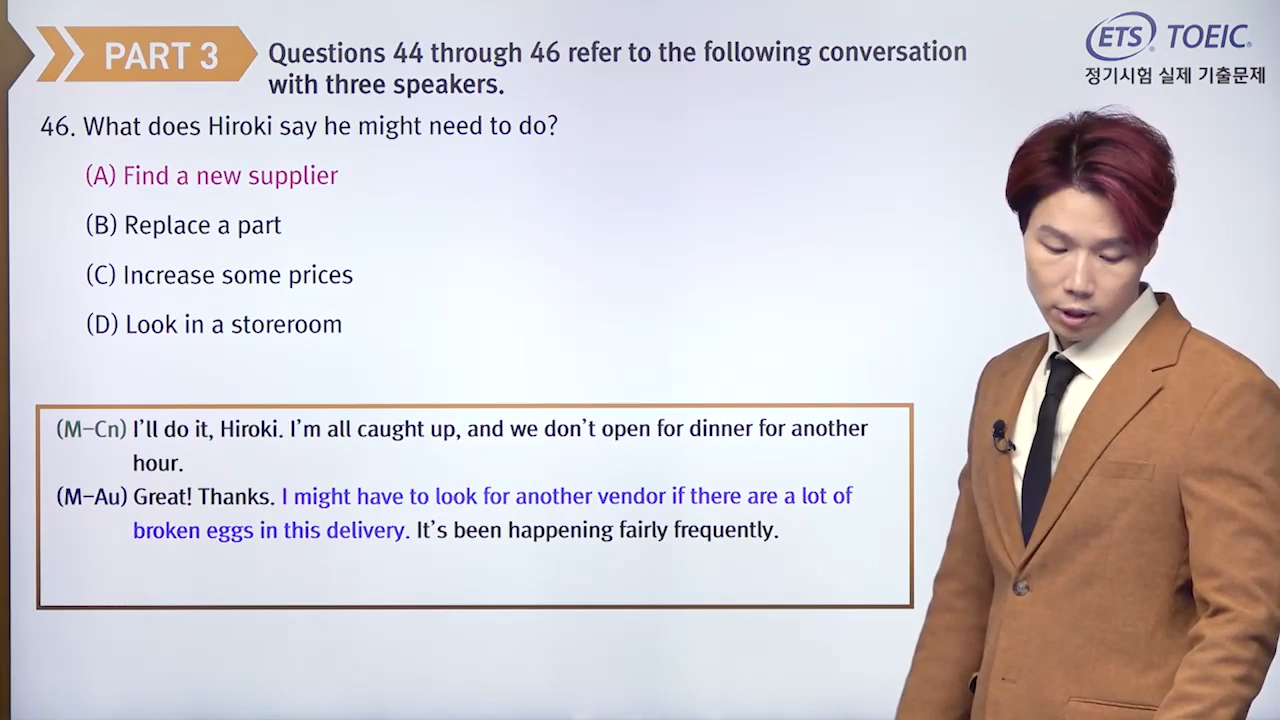 PART 3
Questions 44 through 46 refer to the following conversation
with three speakers.
ETS® TOEIC®
정기시험 실제 기출문제
46. What does Hiroki say he might need to do?
(A) Find a new supplier
(B) Replace a part
(C) Increase some prices
(D) Look in a storeroom
(M–Cn) I'll do it, Hiroki. I'm all caught up, and we don't open for dinner for another
hour.
(M–Au) Great! Thanks. I might have to look for another vendor if there are a lot of
broken eggs in this delivery. It's been happening fairly frequently.